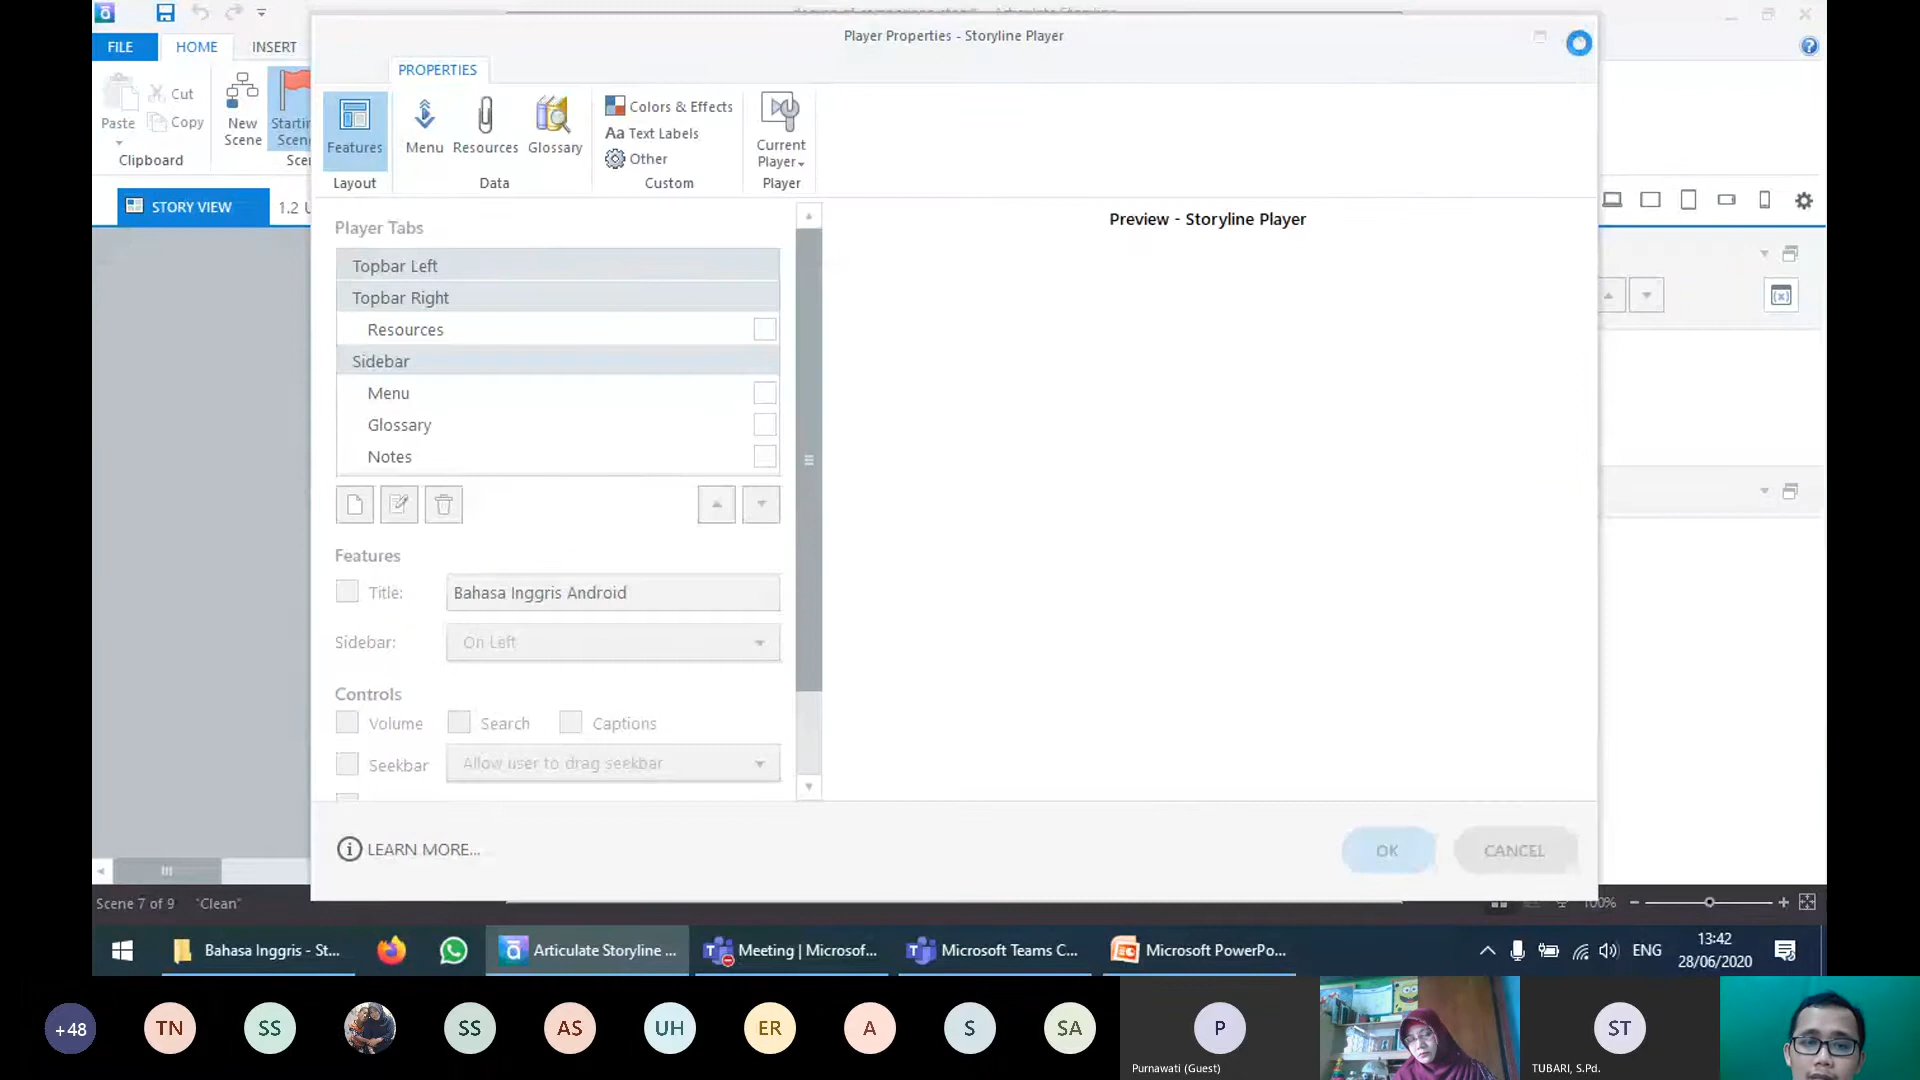 Player Properties - Storyline Player
FILE
HOME
INSERT
PROPERTIES
Paste
Cut
Copy
Clipboard
New
Scene
Features
Layout
Menu
Resources
Glossary
Data
Colors & Effects
Aa Text Labels
Other
Custom
Current
Player
Player
STORY VIEW
1.2
Preview - Storyline Player
Player Tabs
Topbar Left
Topbar Right
Resources
Sidebar
Menu
Glossary
Notes
Features
Title:
Bahasa Inggris Android
Sidebar:
On Left
Controls
Volume
Search
Captions
Seekbar
Allow user to drag seekbar
LEARN MORE...
OK
CANCEL
Scene 7 of 9
"Clean"
100%
Bahasa Inggris - St...
Articulate Storyline ...
Meeting | Microsof...
Microsoft Teams C...
Microsoft PowerPo...
ENG
13:42
28/06/2020
+48
TN
SS
SS
AS
UH
ER
A
S
SA
P
Purnawati (Guest)
ST
TUBARI, S.Pd.